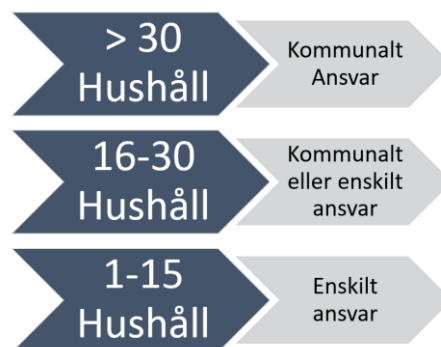 > 30
Hushåll
Kommunalt
Ansvar
16-30
Hushåll
Kommunalt
eller enskilt
ansvar
1-15
Hushåll
Enskilt
ansvar